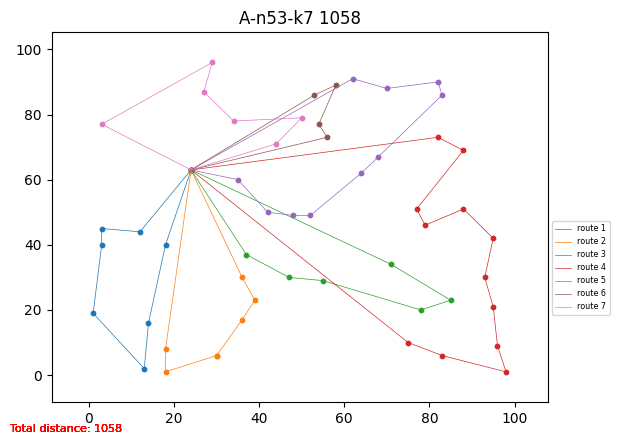 A-n53-k7 1058
100
80
60
40
20
0
0 20 40 60 80 100
route 1
route 2
route 3
route 4
route 5
route 6
route 7
Total distance: 1058